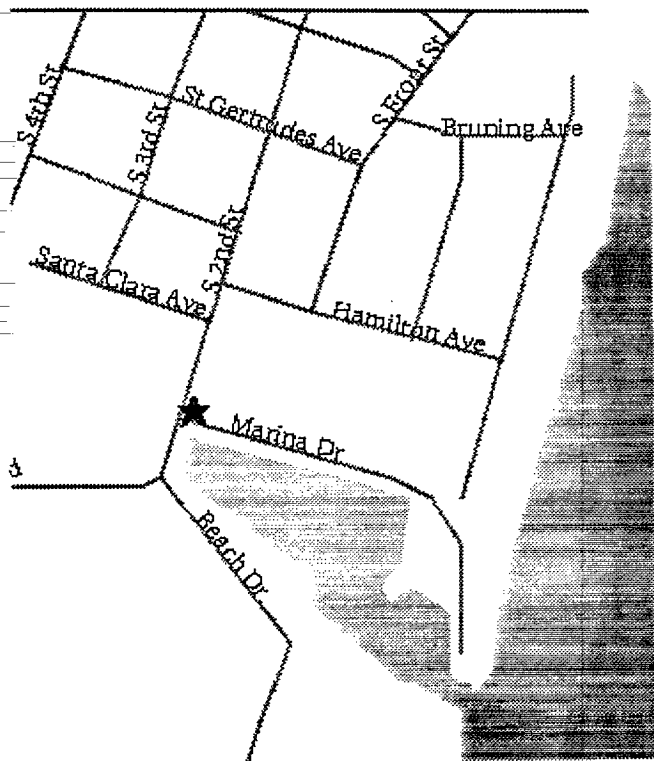 S 4th St
S 3rd St
St Gertrudes Ave
S Front St
Bruning Ave
S 2nd St
Santa Clara Ave
Hamilton Ave
Marina Dr
Beach Dr